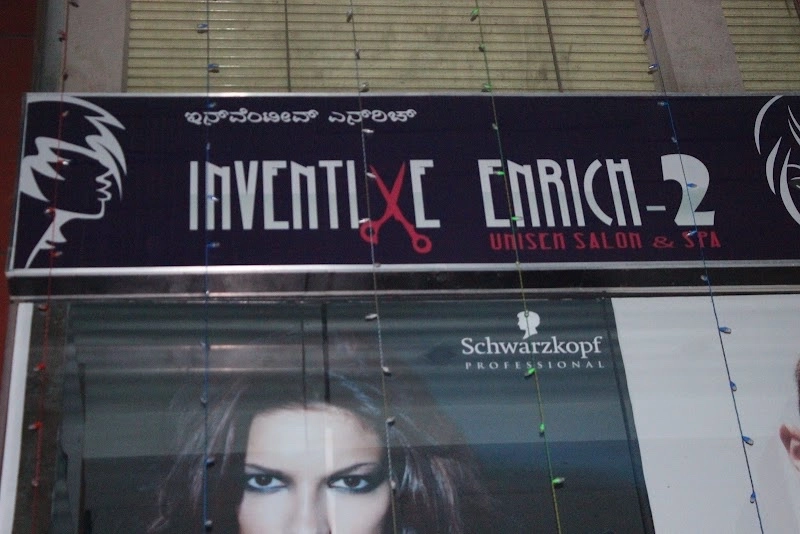 ಇನ್‌ವೆಂಟೀವ್ ಎನ್‌ರಿಚ್
INVENTIVE ENRICH-2
UNISEN SALON & SPA
Schwarzkopf
PROFESSIONAL